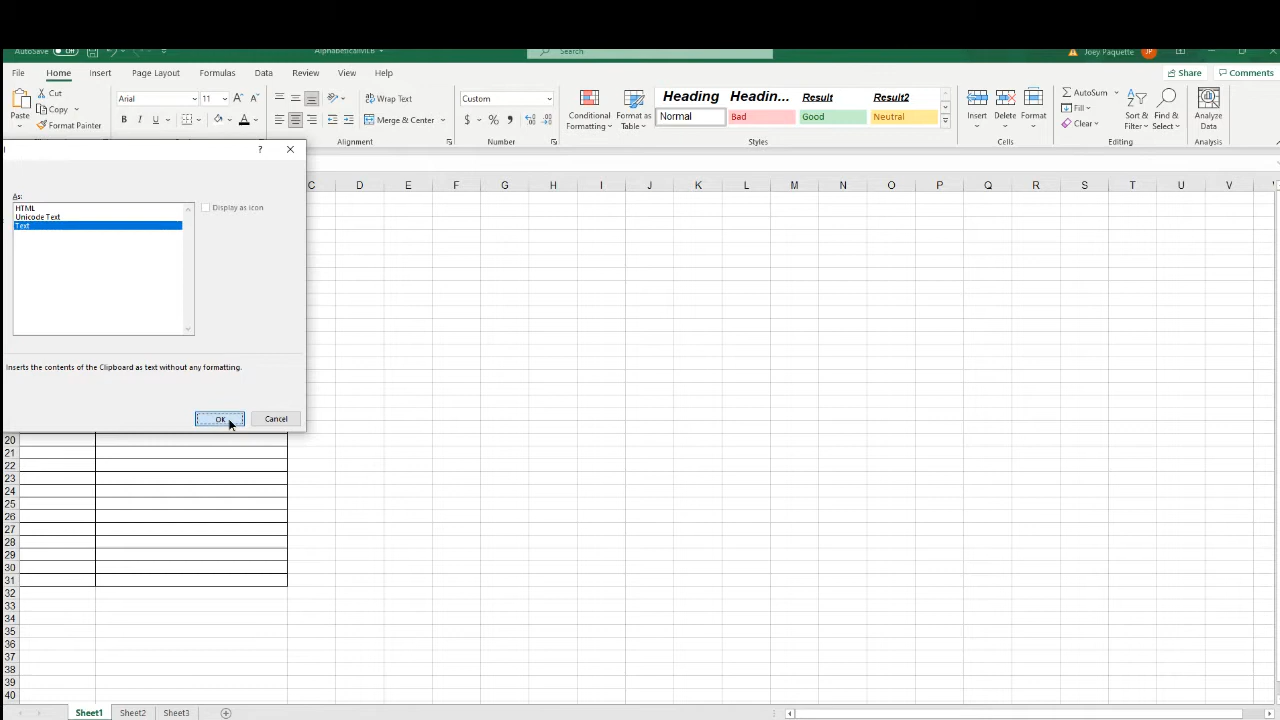 AutoSave Off AlphabeticalVILB Search Joey Paquette JP
File Home Insert Page Layout Formulas Data Review View Help Share Comments
Paste Cut Copy Format Painter
Arial 11 A A
B I U A
Wrap Text
Merge & Center
Alignment
Custom
$ % 9
Number
Conditional Formatting Format as Table
Heading Headin... Result Result2
Normal Bad Good Neutral
Styles
Insert Delete Format
Cells
AutoSum
Fill
Clear
Sort & Filter Find & Select
Editing
Analyze Data
Analysis
? 
As:
HTML
Unicode Text
Text
Display as icon
Inserts the contents of the Clipboard as text without any formatting.
OK Cancel
C D E F G H I J K L M N O P Q R S T U V
20
21
22
23
24
25
26
27
28
29
30
31
32
33
34
35
36
37
38
39
40
Sheet1 Sheet2 Sheet3